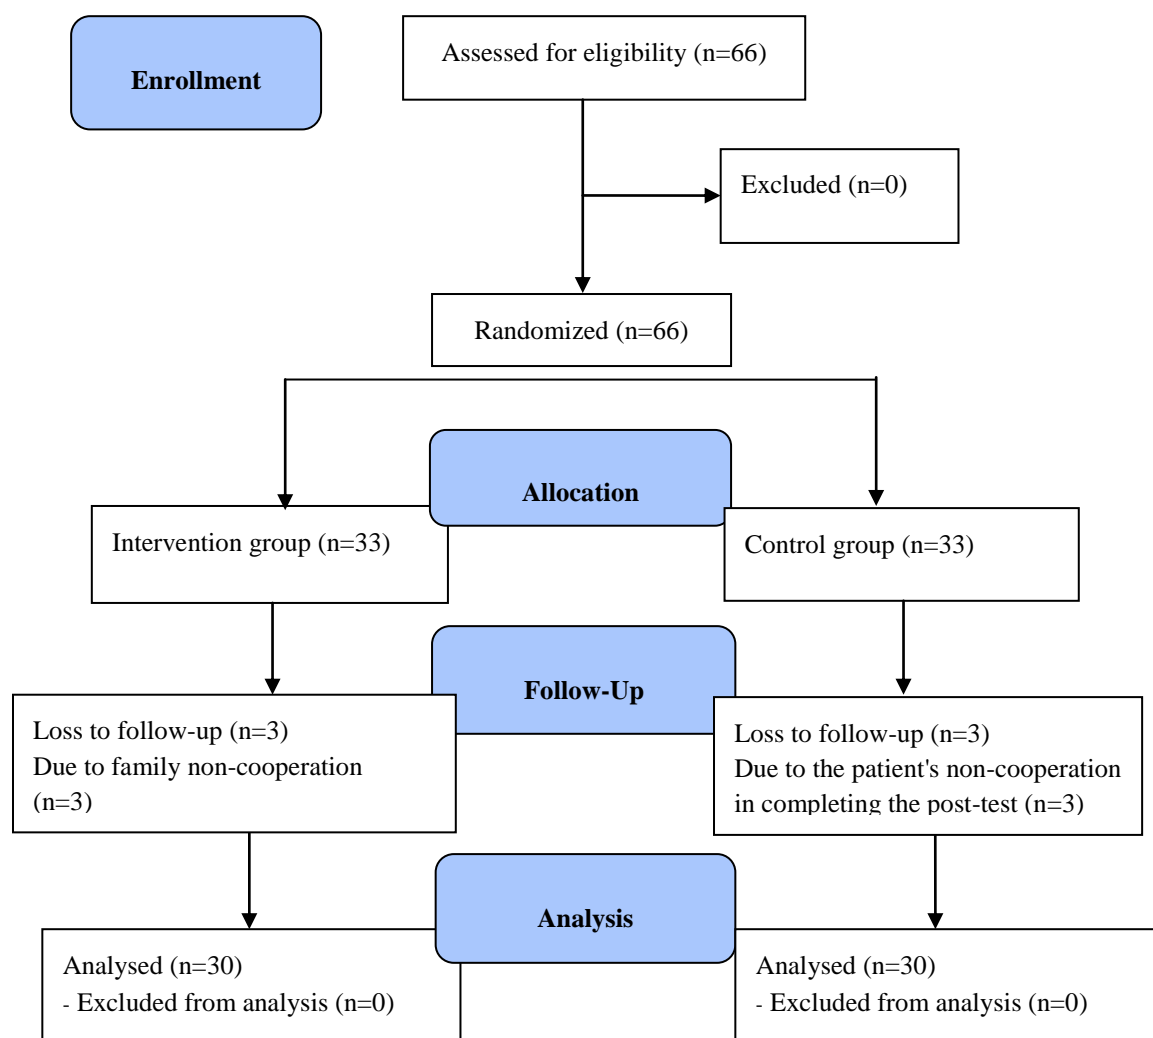 Enrollment
Assessed for eligibility (n=66)
Excluded (n=0)
Randomized (n=66)
Allocation
Intervention group (n=33)
Control group (n=33)
Follow-Up
Loss to follow-up (n=3)
Due to family non-cooperation
(n=3)
Loss to follow-up (n=3)
Due to the patient's non-cooperation
in completing the post-test (n=3)
Analysis
Analysed (n=30)
- Excluded from analysis (n=0)
Analysed (n=30)
- Excluded from analysis (n=0)